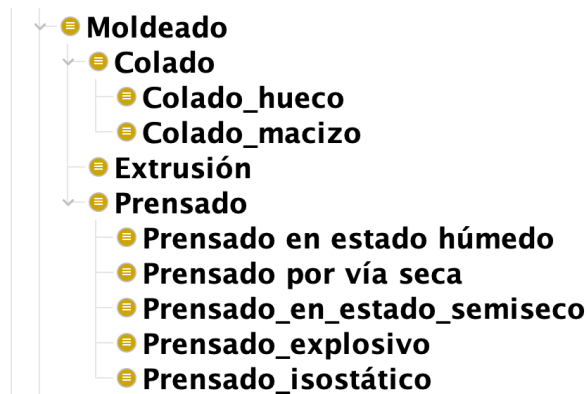 Moldeado
Colado
Colado_hueco
Colado_macizo
Extrusión
Prensado
Prensado en estado húmedo
Prensado por vía seca
Prensado_en_estado_semiseco
Prensado_explosivo
Prensado_isostático